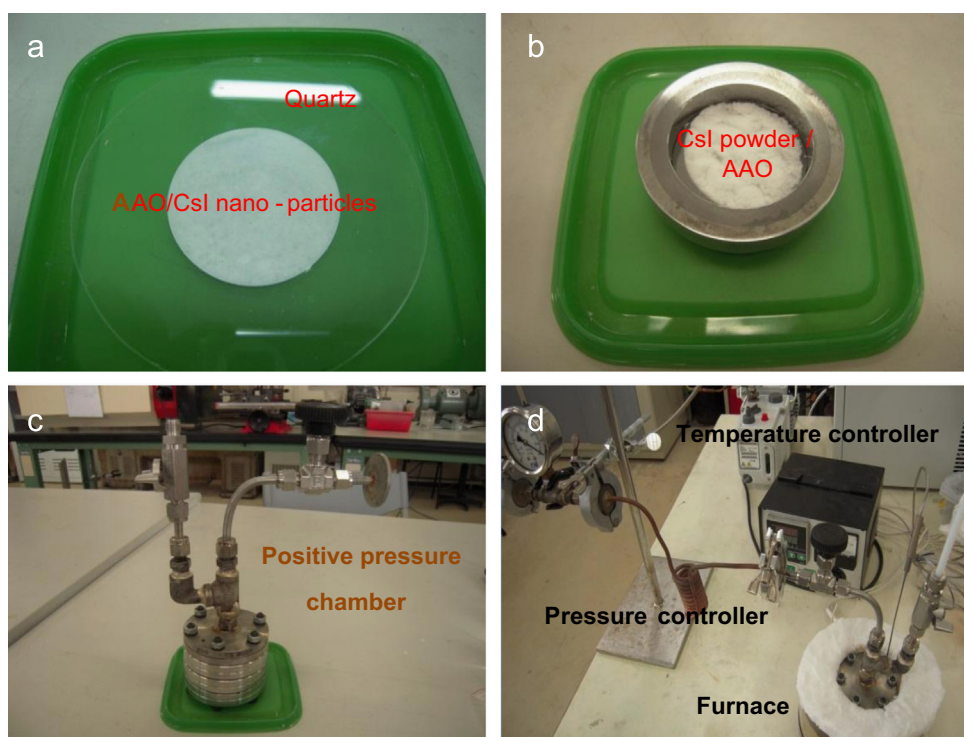 a
Quartz
AAO/CsI nano - particles
b
CsI powder /
AAO
c
Positive pressure
chamber
d
Temperature controller
Pressure controller
Furnace